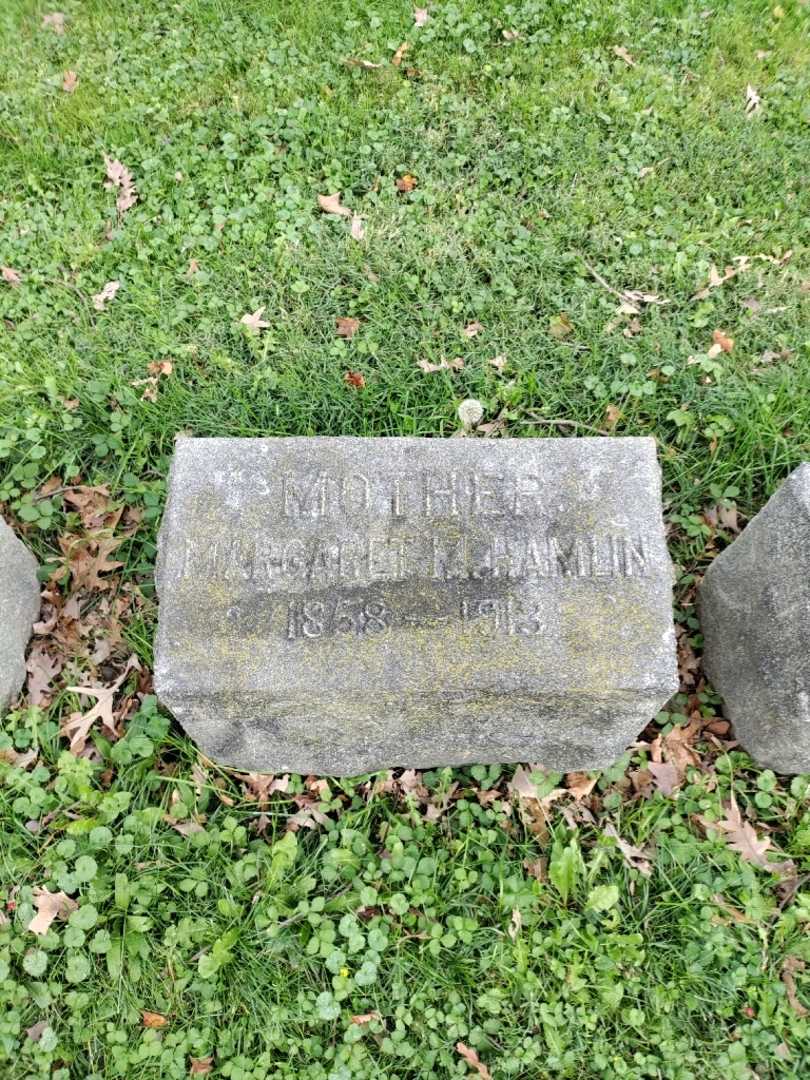 MOTHER
MARGARET M. HAMLIN
1858 — 1913